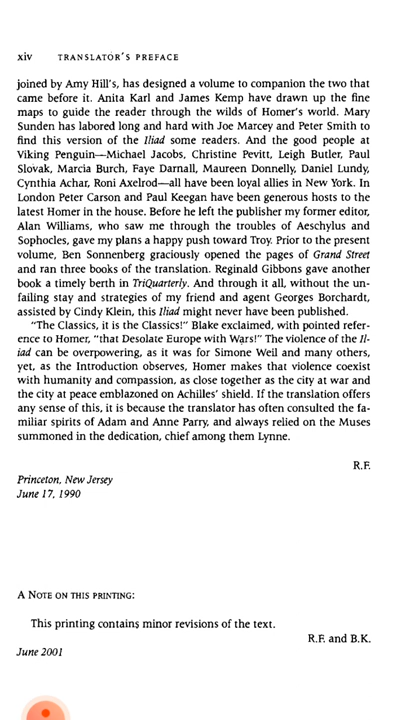 xiv TRANSLATOR'S PREFACE
joined by Amy Hill's, has designed a volume to companion the two that
came before it. Anita Karl and James Kemp have drawn up the fine
maps to guide the reader through the wilds of Homer's world. Mary
Sunden has labored long and hard with Joe Marcey and Peter Smith to
find this version of the Iliad some readers. And the good people at
Viking Penguin—Michael Jacobs, Christine Pevitt, Leigh Butler, Paul
Slovak, Marcia Burch, Faye Darnall, Maureen Donnelly, Daniel Lundy,
Cynthia Achar, Roni Axelrod—all have been loyal allies in New York. In
London Peter Carson and Paul Keegan have been generous hosts to the
latest Homer in the house. Before he left the publisher my former editor,
Alan Williams, who saw me through the troubles of Aeschylus and
Sophocles, gave my plans a happy push toward Troy. Prior to the present
volume, Ben Sonnenberg graciously opened the pages of Grand Street
and ran three books of the translation. Reginald Gibbons gave another
book a timely berth in TriQuarterly. And through it all, without the un-
failing stay and strategies of my friend and agent Georges Borchardt,
assisted by Cindy Klein, this Iliad might never have been published.
"The Classics, it is the Classics!" Blake exclaimed, with pointed refer-
ence to Homer, "that Desolate Europe with Wars!" The violence of the Il-
iad can be overpowering, as it was for Simone Weil and many others,
yet, as the Introduction observes, Homer makes that violence coexist
with humanity and compassion, as close together as the city at war and
the city at peace emblazoned on Achilles' shield. If the translation offers
any sense of this, it is because the translator has often consulted the fa-
miliar spirits of Adam and Anne Parry, and always relied on the Muses
summoned in the dedication, chief among them Lynne.
R.F.
Princeton, New Jersey
June 17, 1990
A NOTE ON THIS PRINTING:
This printing contains minor revisions of the text.
R.F. and B.K.
June 2001